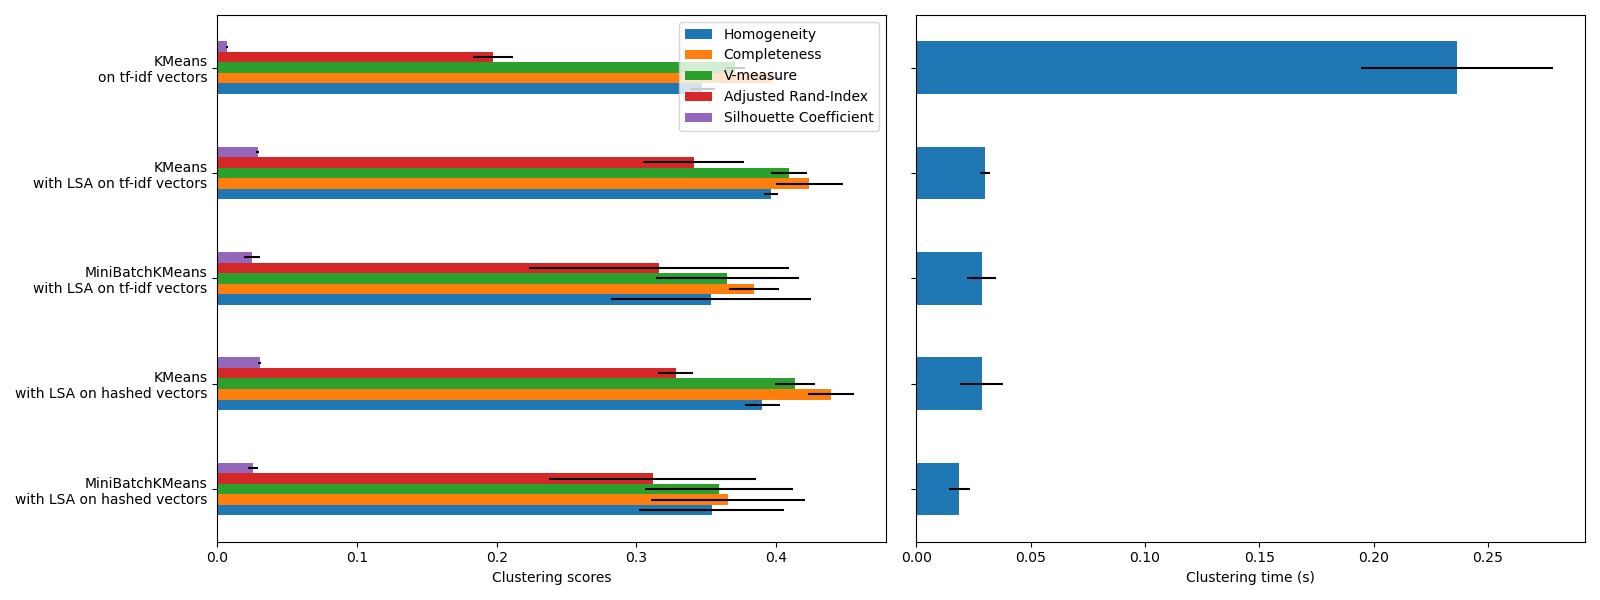 KMeans
on tf-idf vectors
KMeans
with LSA on tf-idf vectors
MiniBatchKMeans
with LSA on tf-idf vectors
KMeans
with LSA on hashed vectors
MiniBatchKMeans
with LSA on hashed vectors
Homogeneity
Completeness
V-measure
Adjusted Rand-Index
Silhouette Coefficient
0.0 0.1 0.2 0.3 0.4
Clustering scores
0.00 0.05 0.10 0.15 0.20 0.25
Clustering time (s)